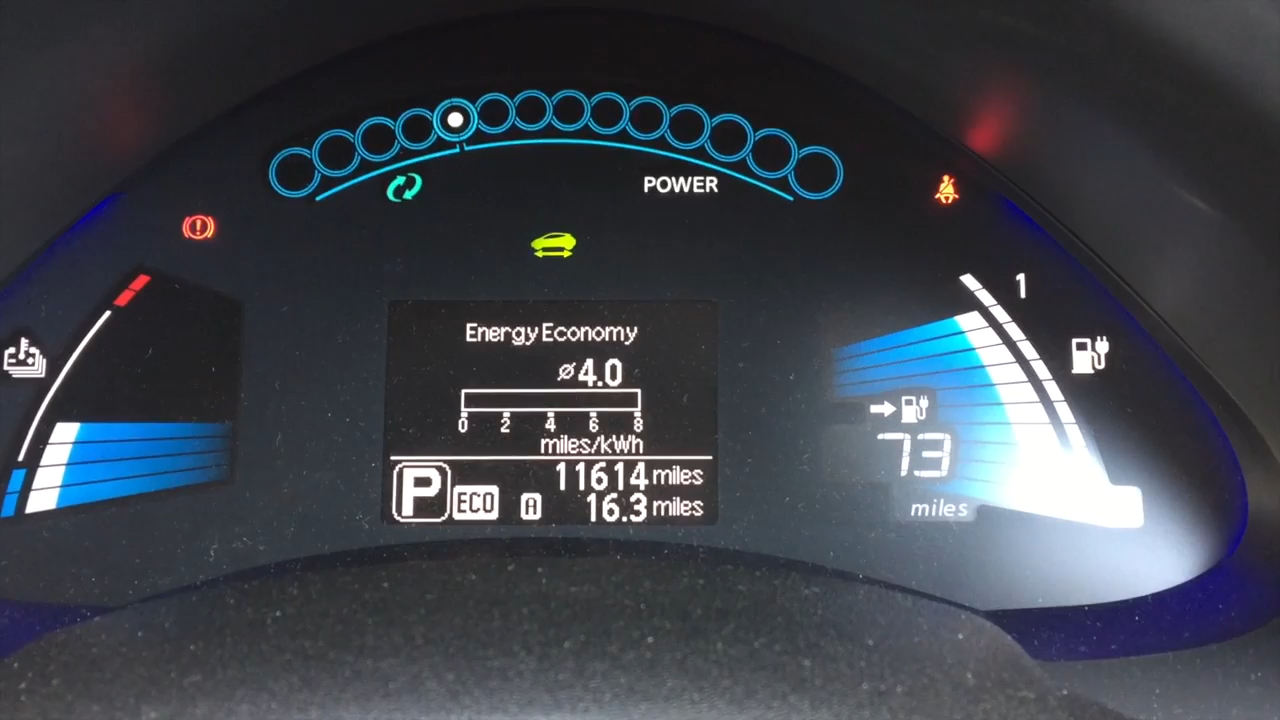 POWER
1
Energy Economy
⌀4.0
0 2 4 6 8
miles/kWh
P ECO A
11614 miles
16.3 miles
73
miles